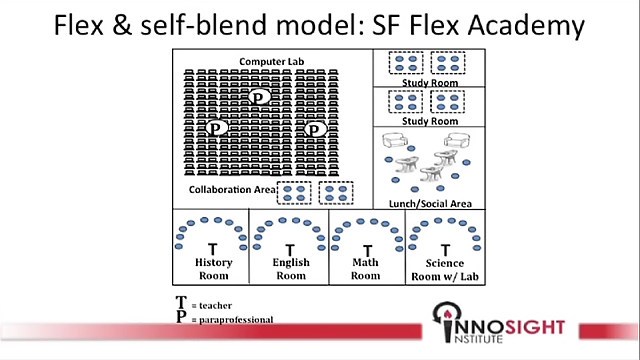 Flex & self-blend model: SF Flex Academy
Computer Lab
P
P
P
Study Room
Study Room
Collaboration Area
Lunch/Social Area
T
T
T
T
History
Room
English
Room
Math
Room
Science
Room w/ Lab
T = teacher
P = paraprofessional
INNOSIGHT
INSTITUTE